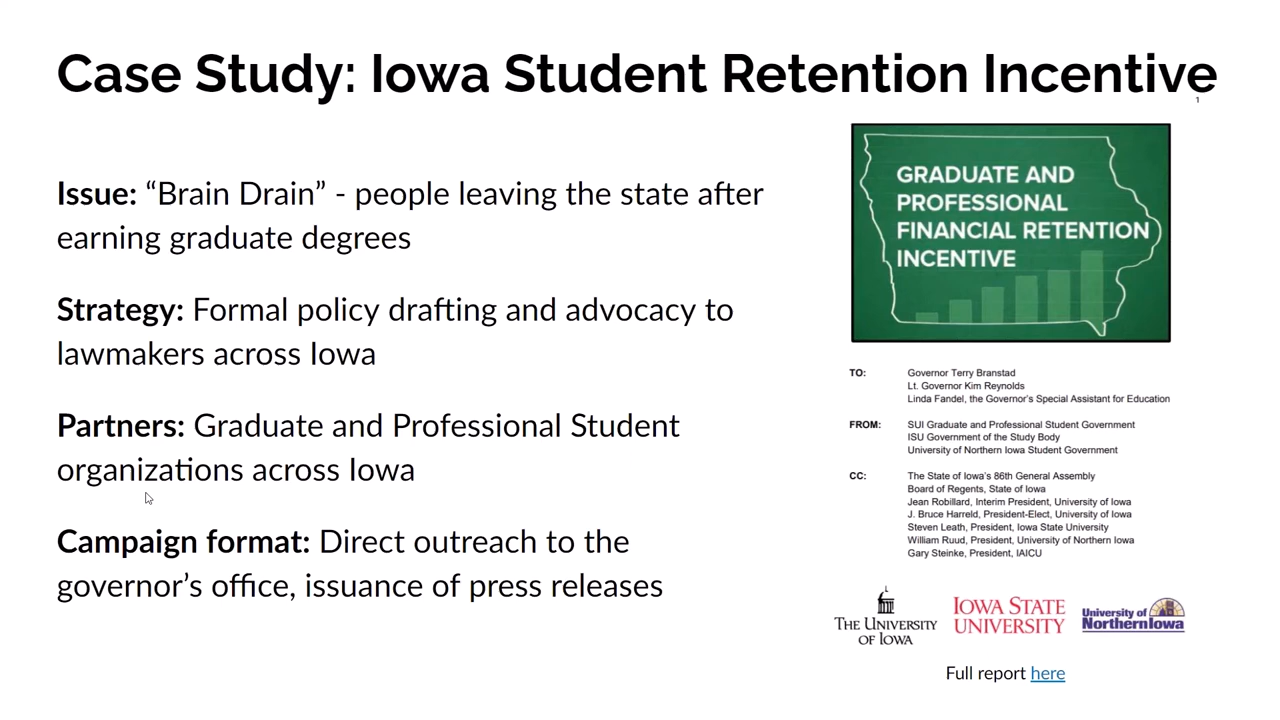 Case Study: Iowa Student Retention Incentive
1
Issue: “Brain Drain” - people leaving the state after
earning graduate degrees
Strategy: Formal policy drafting and advocacy to
lawmakers across Iowa
Partners: Graduate and Professional Student
organizations across Iowa
Campaign format: Direct outreach to the
governor’s office, issuance of press releases
GRADUATE AND
PROFESSIONAL
FINANCIAL RETENTION
INCENTIVE
TO: Governor Terry Branstad
Lt. Governor Kim Reynolds
Linda Fandel, the Governor’s Special Assistant for Education
FROM: SUI Graduate and Professional Student Government
ISU Government of the Study Body
University of Northern Iowa Student Government
CC: The State of Iowa’s 86th General Assembly
Board of Regents, State of Iowa
Jean Robillard, Interim President, University of Iowa
J. Bruce Harreld, President-Elect, University of Iowa
Steven Leath, President, Iowa State University
William Ruud, President, University of Northern Iowa
Gary Steinke, President, IAICU
THE UNIVERSITY
OF IOWA
IOWA STATE
UNIVERSITY
University of
Northern Iowa
Full report here